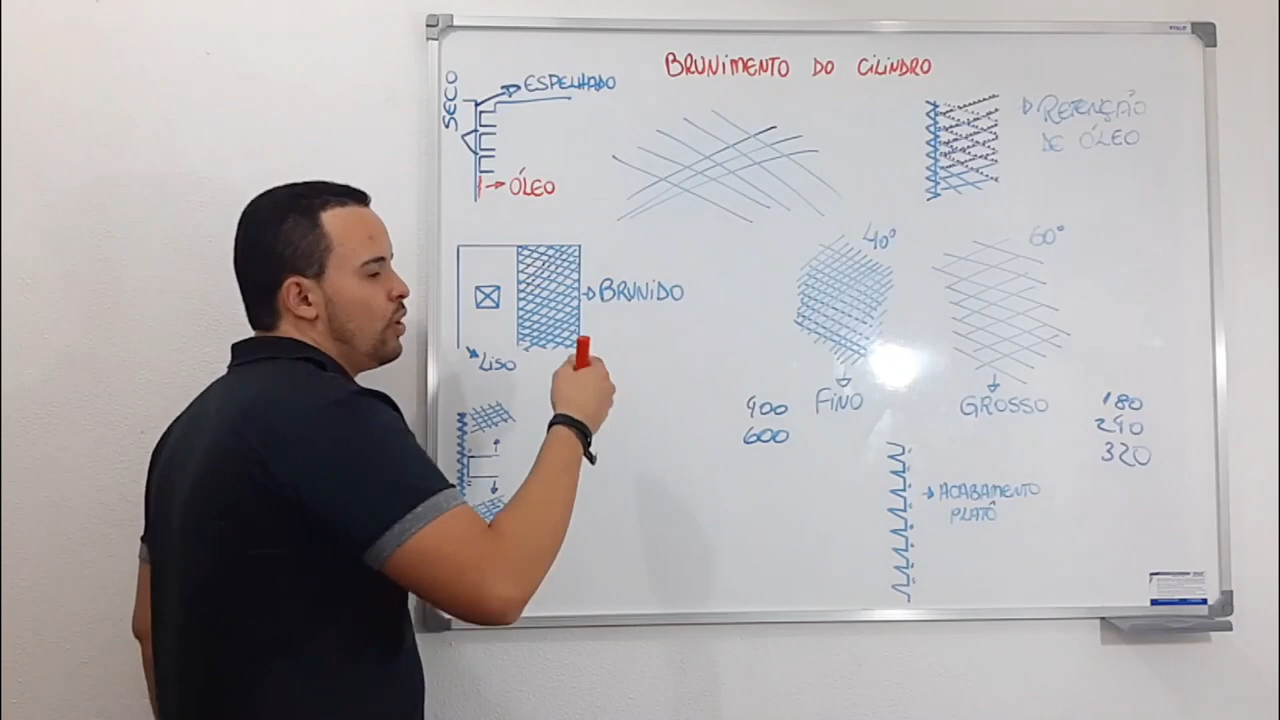 BRUNIMENTO DO CILINDRO
SECO
ESPELHADO
ÓLEO
RETENÇÃO
DE ÓLEO
BRUNIDO
LISO
40°
60°
FINO
GROSSO
400
600
180
240
320
ACABAMENTO
PLATÔ